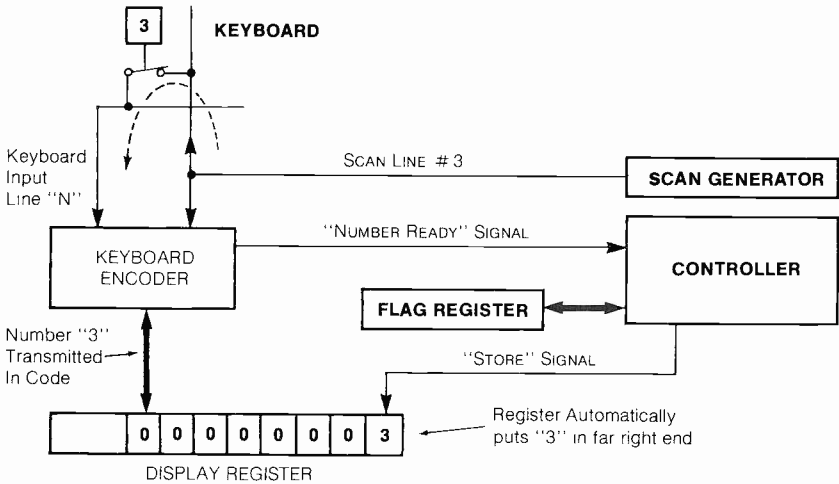 3
KEYBOARD
Keyboard
Input
Line "N"
SCAN LINE #3
SCAN GENERATOR
KEYBOARD
ENCODER
"NUMBER READY" SIGNAL
CONTROLLER
FLAG REGISTER
Number "3"
Transmitted
In Code
"STORE" SIGNAL
0 0 0 0 0 0 0 3
Register Automatically
puts "3" in far right end
DISPLAY REGISTER